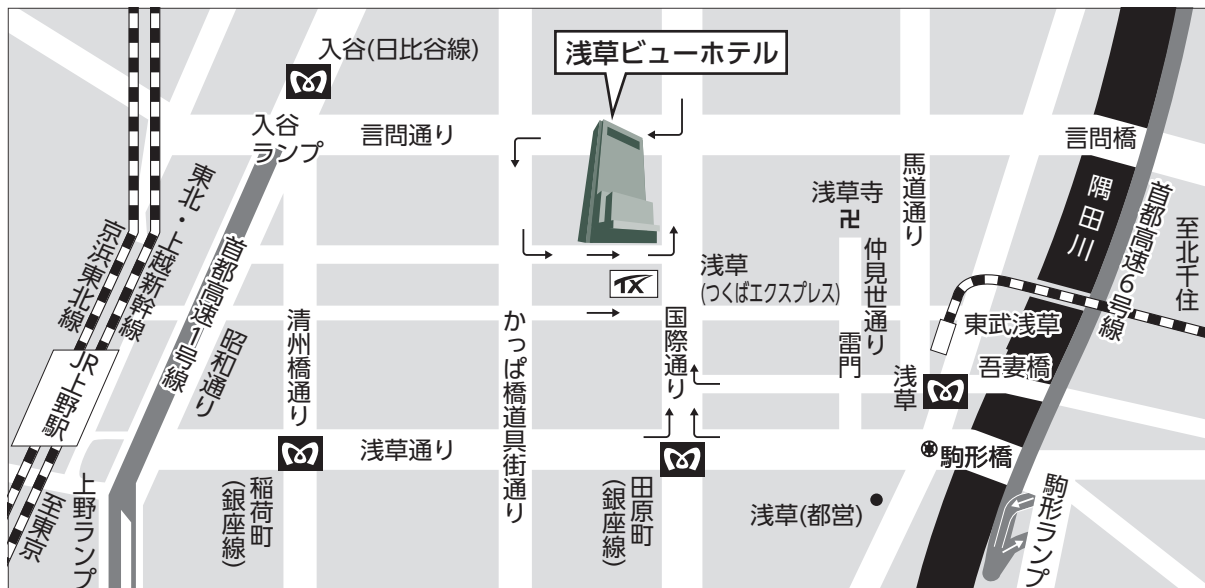 入谷(日比谷線)
浅草ビューホテル
入谷
ランプ
言問通り
言問橋
東北・上越新幹線
京浜東北線
首都高速1号線
昭和通り
清州橋通り
かっぱ橋道具街通り
TX
浅草
(つくばエクスプレス)
国際通り
浅草寺
卍
仲見世通り
雷門
馬道通り
隅田川
首都高速6号線
至北千住
東武浅草
吾妻橋
浅草
JR上野駅
浅草通り
駒形橋
上野ランプ
至東京
稲荷町
(銀座線)
田原町
(銀座線)
浅草(都営)
駒形ランプ